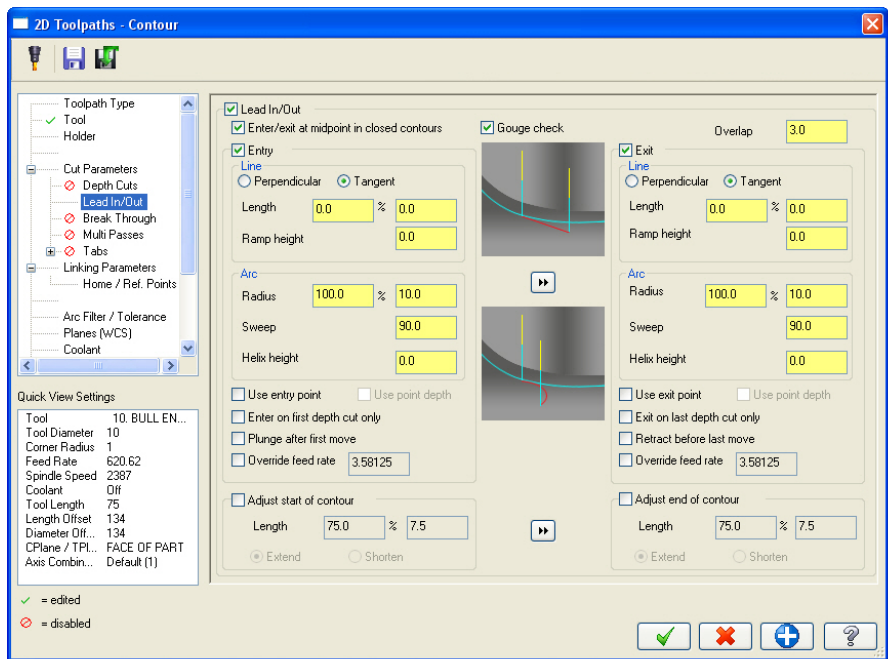 2D Toolpaths - Contour
Toolpath Type
Tool
Holder
Cut Parameters
Depth Cuts
Lead In/Out
Break Through
Multi Passes
Tabs
Linking Parameters
Home / Ref. Points
Arc Filter / Tolerance
Planes (WCS)
Coolant
Quick View Settings
Tool 10. BULL EN...
Tool Diameter 10
Corner Radius 1
Feed Rate 620.62
Spindle Speed 2387
Coolant Off
Tool Length 75
Length Offset 134
Diameter Off... 134
CPlane / TPl... FACE OF PART
Axis Combin... Default (1)
= edited
= disabled
Lead In/Out
Enter/exit at midpoint in closed contours
Gouge check
Overlap 3.0
Entry
Line
Perpendicular Tangent
Length 0.0 % 0.0
Ramp height 0.0
Arc
Radius 100.0 % 10.0
Sweep 90.0
Helix height 0.0
Use entry point Use point depth
Enter on first depth cut only
Plunge after first move
Override feed rate 3.58125
Adjust start of contour
Length 75.0 % 7.5
Extend Shorten
Exit
Line
Perpendicular Tangent
Length 0.0 % 0.0
Ramp height 0.0
Arc
Radius 100.0 % 10.0
Sweep 90.0
Helix height 0.0
Use exit point Use point depth
Exit on last depth cut only
Retract before last move
Override feed rate 3.58125
Adjust end of contour
Length 75.0 % 7.5
Extend Shorten